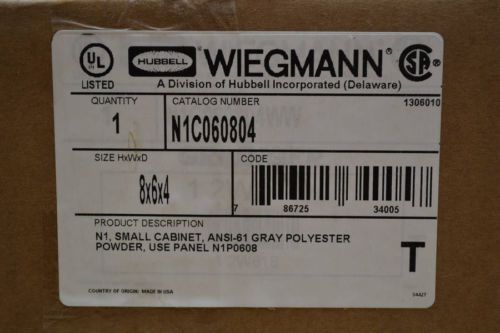 UL
LISTED
HUBBELL
WIEGMANN®
SA
®
A Division of Hubbell Incorporated (Delaware)
QUANTITY
1
CATALOG NUMBER
1306010
N1C060804
SIZE HxWxD
8x6x4
CODE
7 86725 34005
PRODUCT DESCRIPTION
N1, SMALL CABINET, ANSI-61 GRAY POLYESTER
POWDER, USE PANEL N1P0608
T
COUNTRY OF ORIGIN: MADE IN USA